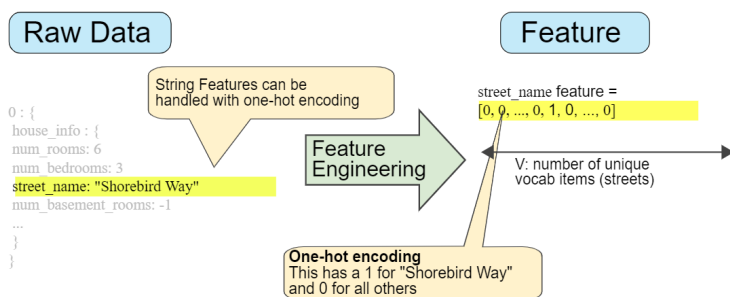 Raw Data
Feature
String Features can be
handled with one-hot encoding
0 : {
house_info : {
num_rooms: 6
num_bedrooms: 3
street_name: "Shorebird Way"
num_basement_rooms: -1
...
}
}
Feature
Engineering
street_name feature =
[0, 0, ..., 0, 1, 0, ..., 0]
V: number of unique
vocab items (streets)
One-hot encoding
This has a 1 for "Shorebird Way"
and 0 for all others